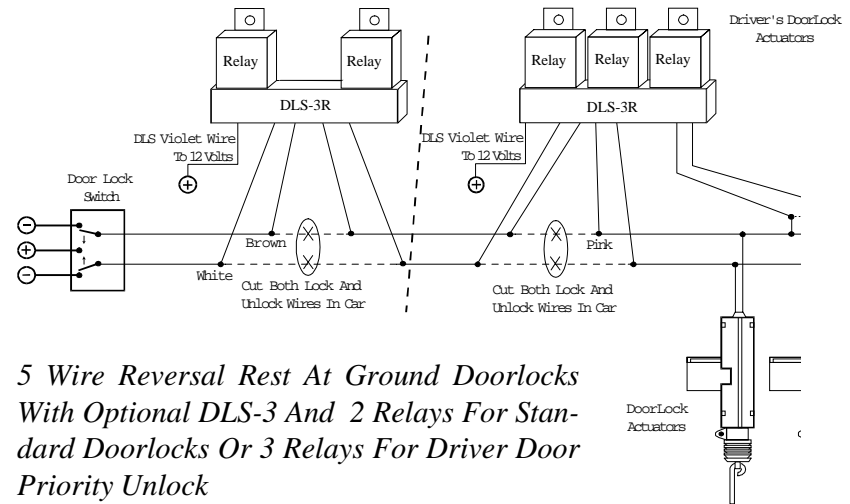 Driver's DoorLock
Actuators
Relay
Relay
Relay
Relay
Relay
DLS-3R
DLS-3R
DLS Violet Wire
To 12 Volts
DLS Violet Wire
To 12 Volts
Door Lock
Switch
Brown
White
Pink
Cut Both Lock And
Unlock Wires In Car
Cut Both Lock And
Unlock Wires In Car
5 Wire Reversal Rest At Ground Doorlocks
With Optional DLS-3 And 2 Relays For Stan-
dard Doorlocks Or 3 Relays For Driver Door
Priority Unlock
DoorLock
Actuators